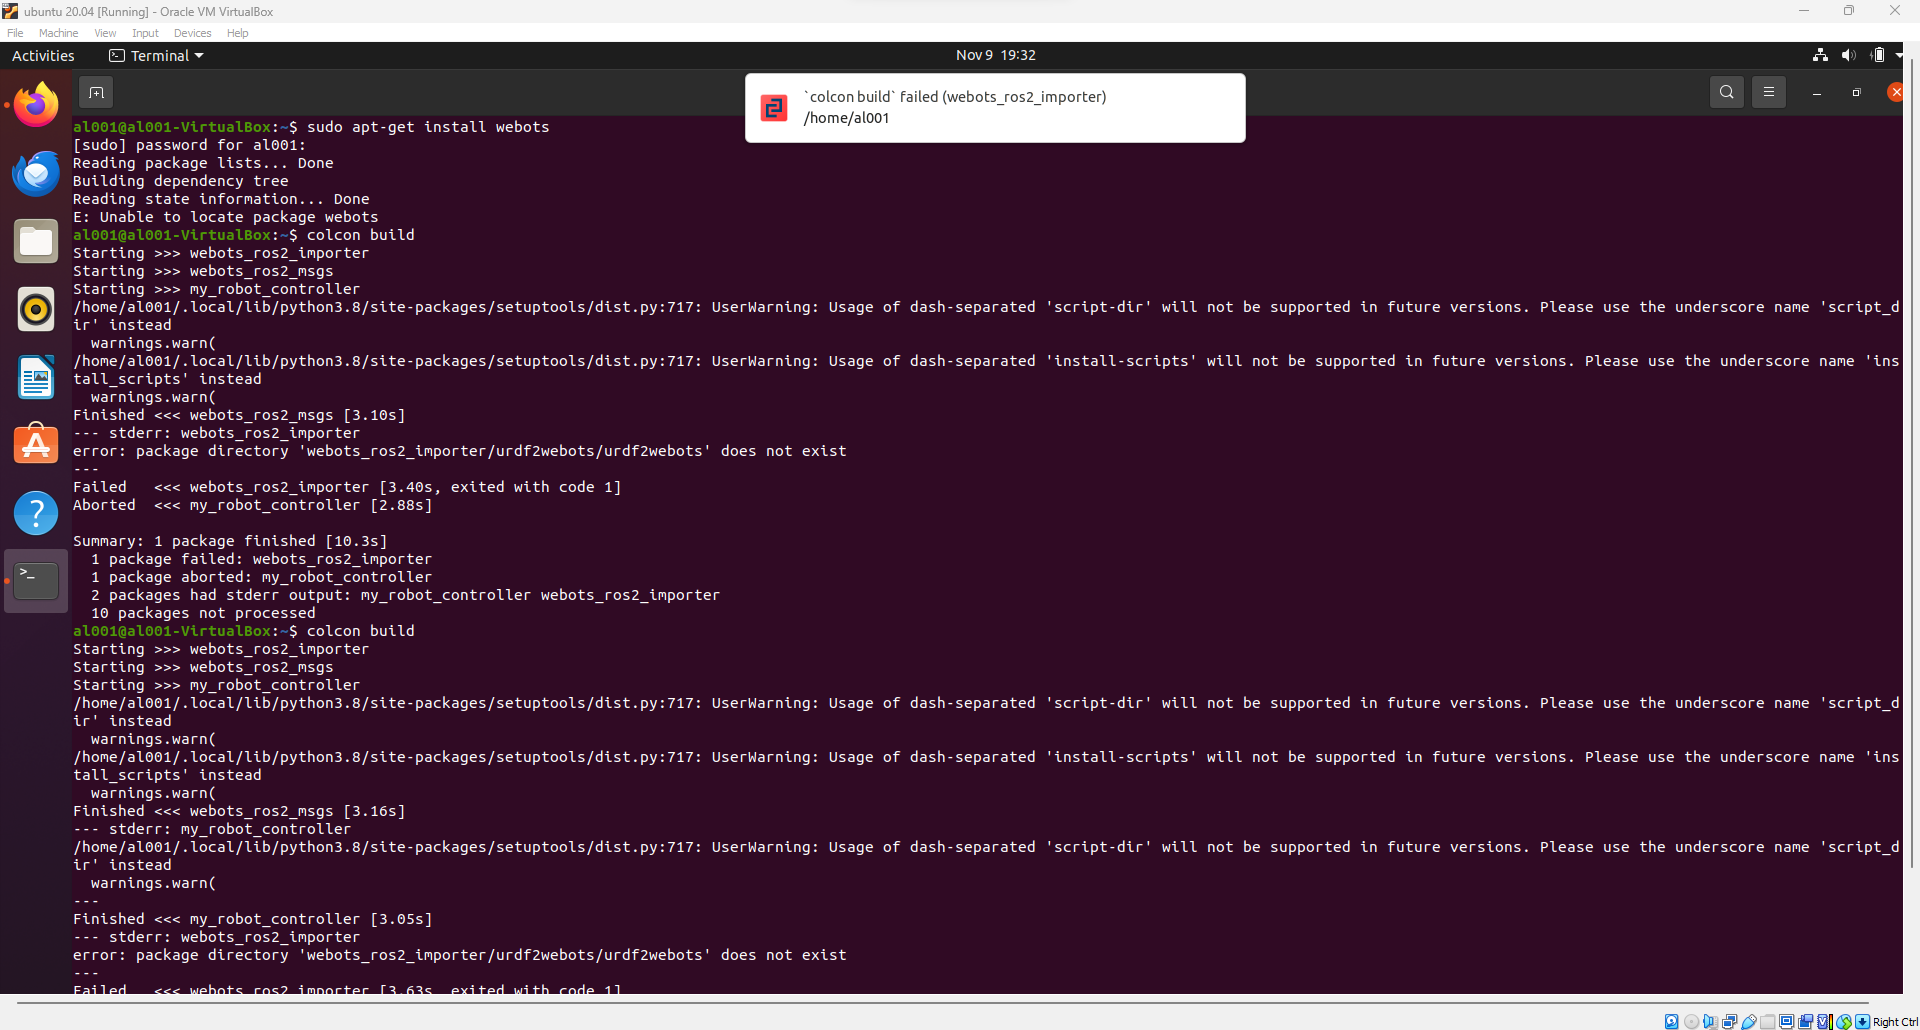 ubuntu 20.04 [Running] - Oracle VM VirtualBox
File Machine View Input Devices Help
Activities Terminal Nov 9 19:32
`colcon build` failed (webots_ros2_importer)
/home/al001
al001@al001-VirtualBox:~$ sudo apt-get install webots
[sudo] password for al001:
Reading package lists... Done
Building dependency tree
Reading state information... Done
E: Unable to locate package webots
al001@al001-VirtualBox:~$ colcon build
Starting >>> webots_ros2_importer
Starting >>> webots_ros2_msgs
Starting >>> my_robot_controller
/home/al001/.local/lib/python3.8/site-packages/setuptools/dist.py:717: UserWarning: Usage of dash-separated 'script-dir' will not be supported in future versions. Please use the underscore name 'script_d
ir' instead
  warnings.warn(
/home/al001/.local/lib/python3.8/site-packages/setuptools/dist.py:717: UserWarning: Usage of dash-separated 'install-scripts' will not be supported in future versions. Please use the underscore name 'ins
tall_scripts' instead
  warnings.warn(
Finished <<< webots_ros2_msgs [3.10s]
--- stderr: webots_ros2_importer
error: package directory 'webots_ros2_importer/urdf2webots/urdf2webots' does not exist
---
Failed   <<< webots_ros2_importer [3.40s, exited with code 1]
Aborted  <<< my_robot_controller [2.88s]
Summary: 1 package finished [10.3s]
  1 package failed: webots_ros2_importer
  1 package aborted: my_robot_controller
  2 packages had stderr output: my_robot_controller webots_ros2_importer
  10 packages not processed
al001@al001-VirtualBox:~$ colcon build
Starting >>> webots_ros2_importer
Starting >>> webots_ros2_msgs
Starting >>> my_robot_controller
/home/al001/.local/lib/python3.8/site-packages/setuptools/dist.py:717: UserWarning: Usage of dash-separated 'script-dir' will not be supported in future versions. Please use the underscore name 'script_d
ir' instead
  warnings.warn(
/home/al001/.local/lib/python3.8/site-packages/setuptools/dist.py:717: UserWarning: Usage of dash-separated 'install-scripts' will not be supported in future versions. Please use the underscore name 'ins
tall_scripts' instead
  warnings.warn(
Finished <<< webots_ros2_msgs [3.16s]
--- stderr: my_robot_controller
/home/al001/.local/lib/python3.8/site-packages/setuptools/dist.py:717: UserWarning: Usage of dash-separated 'script-dir' will not be supported in future versions. Please use the underscore name 'script_d
ir' instead
  warnings.warn(
---
Finished <<< my_robot_controller [3.05s]
--- stderr: webots_ros2_importer
error: package directory 'webots_ros2_importer/urdf2webots/urdf2webots' does not exist
---
Failed   <<< webots_ros2_importer [3.63s, exited with code 1]
Right Ctrl